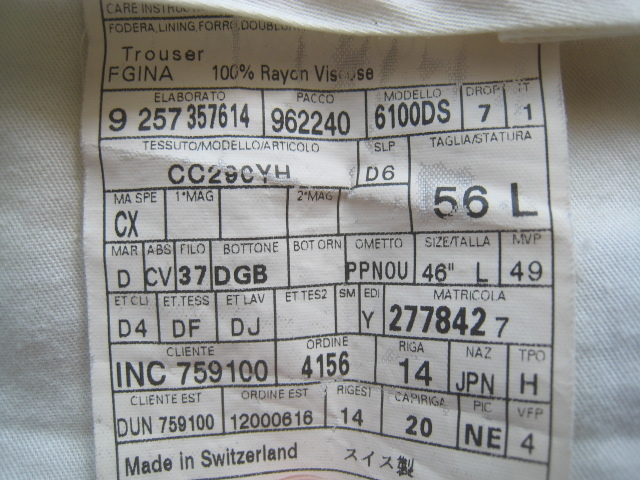 CARE INSTRUC
FODERA,LINING,FORRO,DOUBLU
Trouser
FGINA 100% Rayon Viscose
ELABORATO PACCO MODELLO DROP IT
9 257 357614 962240 6100DS 7 1
TESSUTO/MODELLO/ARTICOLO SLP TAGLIA/STATURA
CC290YH D6 56 L
MA SPE 1°MAG 2°MAG
CX
MAR ABS FILO BOTTONE BOT ORN OMETTO SIZE/TALLA MVP
D CV 37 DGB PPNOU 46" L 49
ET CLI ET.TESS ET LAV ET TES2 SM EDI MATRICOLA
D4 DF DJ Y 277842 7
CLIENTE ORDINE RIGA NAZ TPO
INC 759100 4156 14 JPN H
CLIENTE EST ORDINE EST RIGEST CAPIRIGA PIC VFP
DUN 759100 12000616 14 20 NE 4
Made in Switzerland スイス製